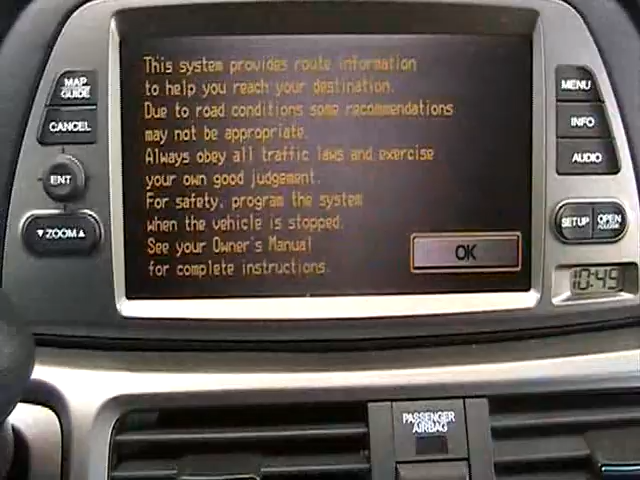 This system provides route information
to help you reach your destination.
Due to road conditions some recommendations
may not be appropriate.
Always obey all traffic laws and exercise
your own good judgement.
For safety, program the system
when the vehicle is stopped.
See your Owner's Manual
for complete instructions.
OK
MAP
GUIDE
CANCEL
ENT
▼ZOOM▲
MENU
INFO
AUDIO
SETUP
OPEN
CLOSE
10:49
PASSENGER
AIRBAG